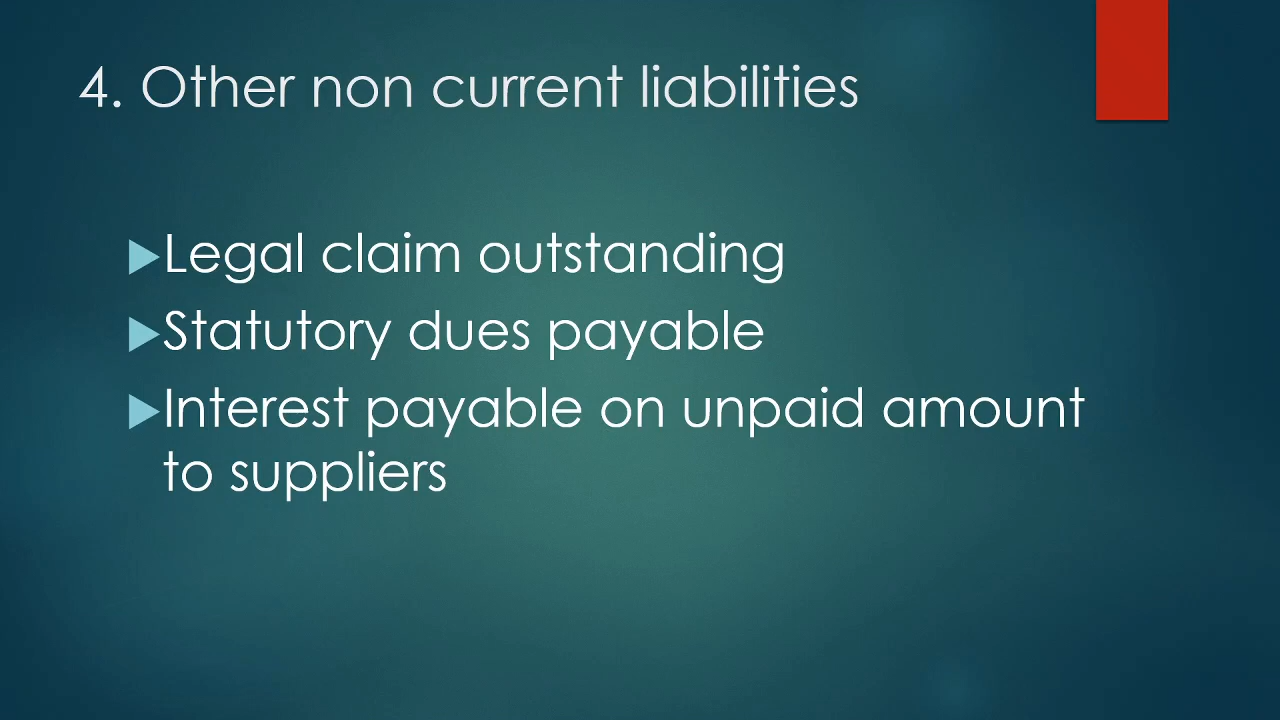 4. Other non current liabilities
Legal claim outstanding
Statutory dues payable
Interest payable on unpaid amount
to suppliers